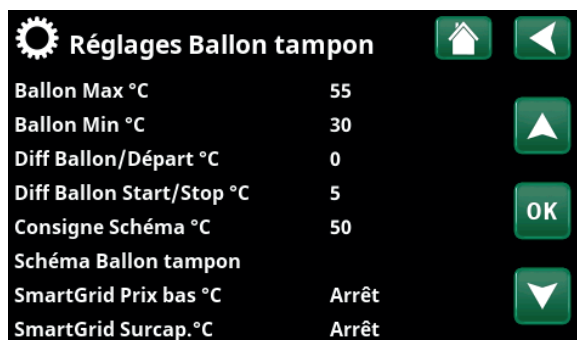 Réglages Ballon tampon
Ballon Max °C 55
Ballon Min °C 30
Diff Ballon/Départ °C 0
Diff Ballon Start/Stop °C 5
OK
Consigne Schéma °C 50
Schéma Ballon tampon
SmartGrid Prix bas °C Arrêt
SmartGrid Surcap.°C Arrêt